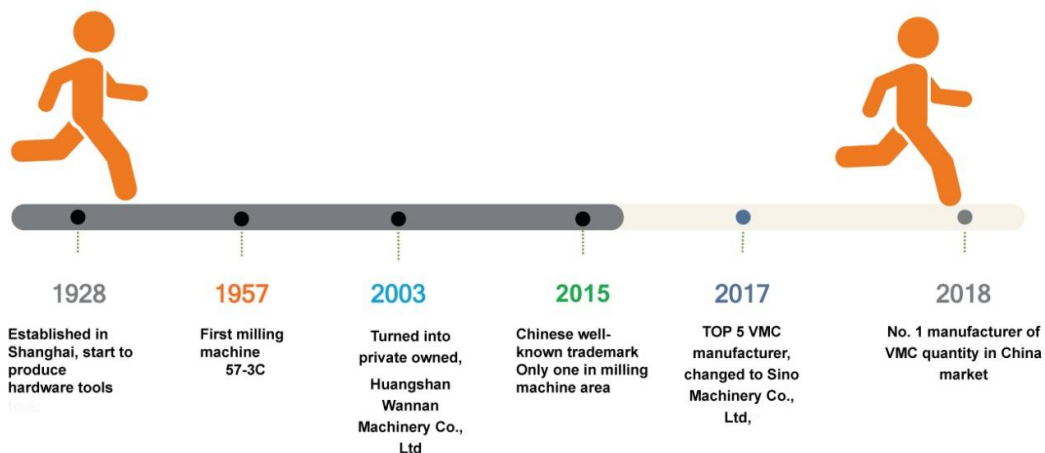 1928
Established in
Shanghai, start to
produce
hardware tools
1957
First milling
machine
57-3C
2003
Turned into
private owned,
Huangshan
Wannan
Machinery Co.,
Ltd
2015
Chinese well-
known trademark
Only one in milling
machine area
2017
TOP 5 VMC
manufacturer,
changed to Sino
Machinery Co.,
Ltd,
2018
No. 1 manufacturer of
VMC quantity in China
market